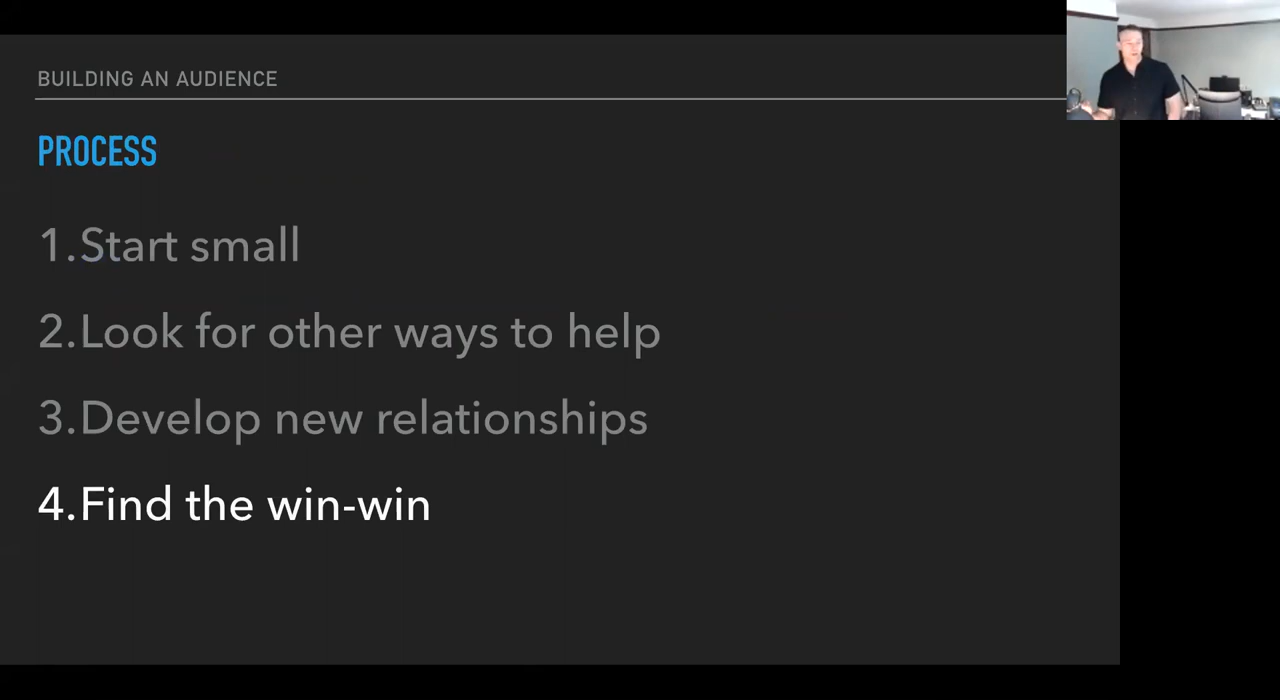 BUILDING AN AUDIENCE
PROCESS
1.Start small
2.Look for other ways to help
3.Develop new relationships
4.Find the win-win